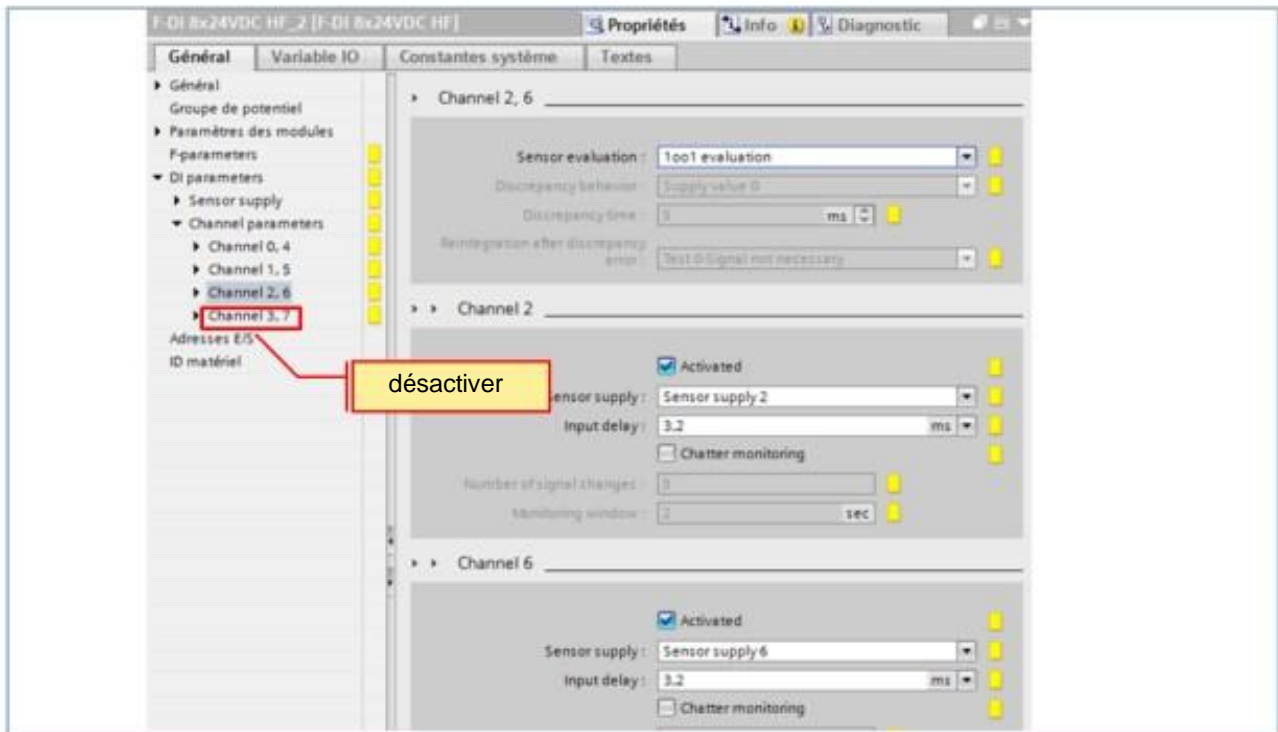 F-DI 8x24VDC HF_2 [F-DI 8x24VDC HF]
Propriétés
Info
Diagnostic
Général
Variable IO
Constantes système
Textes
Général
Groupe de potentiel
Paramètres des modules
F-parameters
DI parameters
Sensor supply
Channel parameters
Channel 0, 4
Channel 1, 5
Channel 2, 6
Channel 3, 7
Adresses E/S
ID matériel
désactiver
Channel 2, 6
Sensor evaluation : 1oo1 evaluation
Discrepancy behavior : Supply value 0
Discrepancy time : 5 ms
Reintegration after discrepancy
error : Test 0-Signal not necessary
Channel 2
Activated
ensor supply : Sensor supply 2
Input delay : 3.2 ms
Chatter monitoring
Number of signal changes : 5
Monitoring window : 2 sec
Channel 6
Activated
Sensor supply : Sensor supply 6
Input delay : 3.2 ms
Chatter monitoring